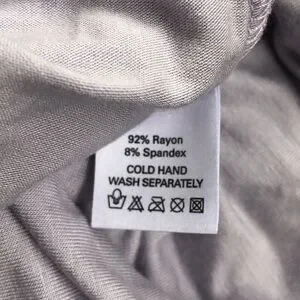 92% Rayon
8% Spandex
COLD HAND
WASH SEPARATELY